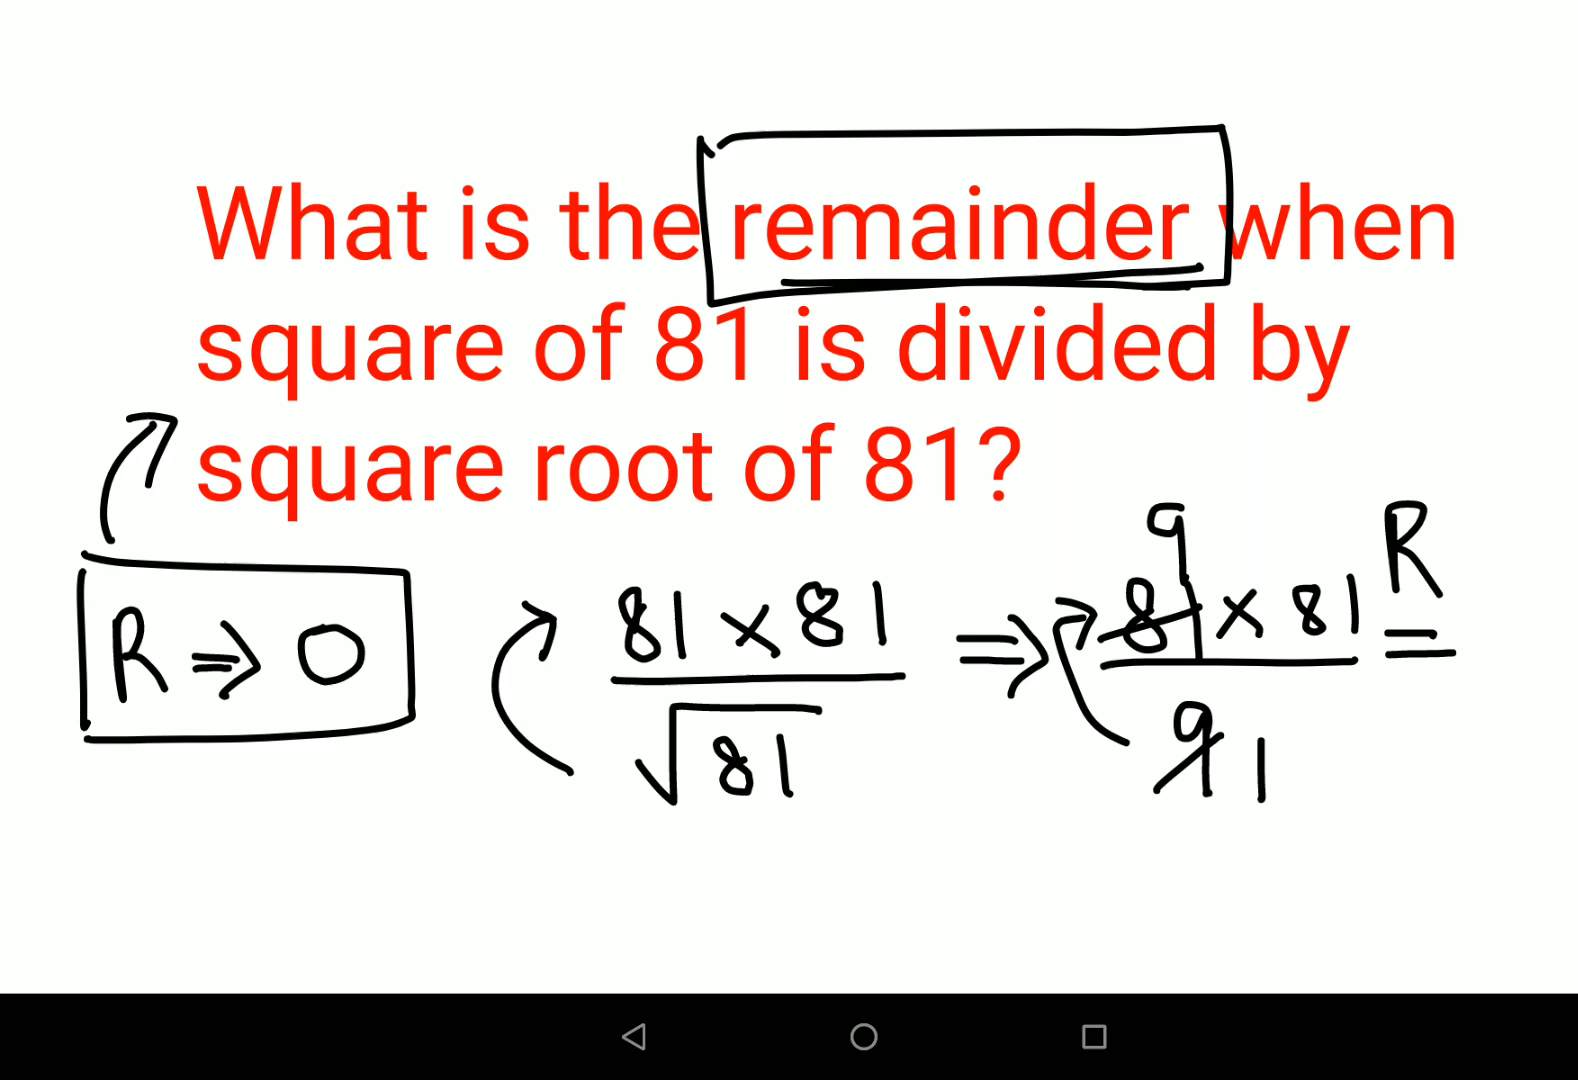 What is the remainder when
square of 81 is divided by
square root of 81?
R ⇒ 0
81 × 81
√81
⇒
9
81 × 81
9 1
R